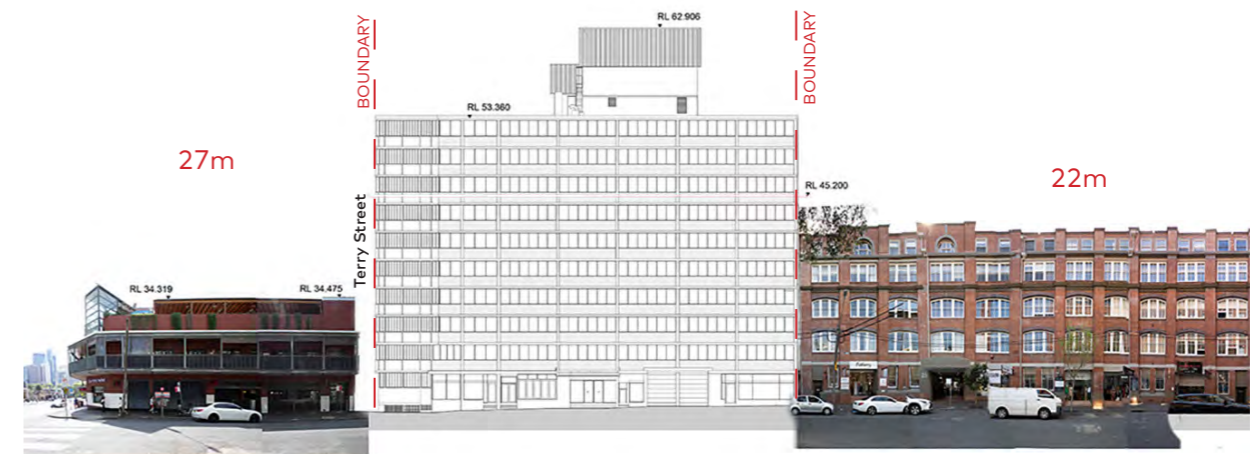 BOUNDARY
RL 62.906
BOUNDARY
RL 53.360
27m
22m
RL 45.200
Terry Street
RL 34.319
RL 34.475